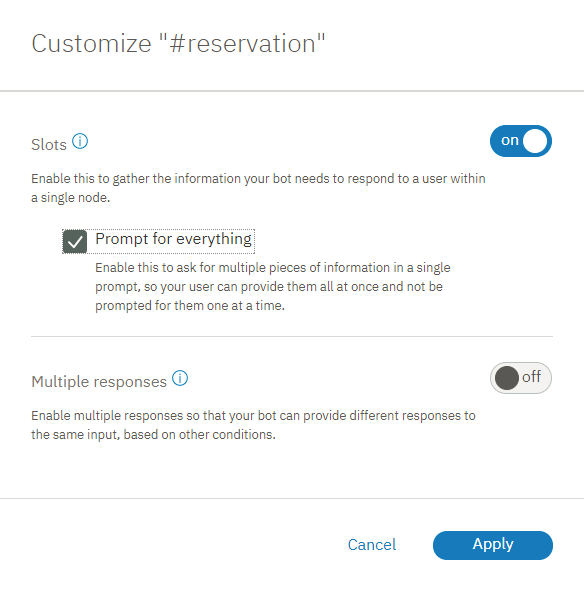 Customize "#reservation"
Slots
on
Enable this to gather the information your bot needs to respond to a user within
a single node.
Prompt for everything
Enable this to ask for multiple pieces of information in a single
prompt, so your user can provide them all at once and not be
prompted for them one at a time.
Multiple responses
off
Enable multiple responses so that your bot can provide different responses to
the same input, based on other conditions.
Cancel
Apply